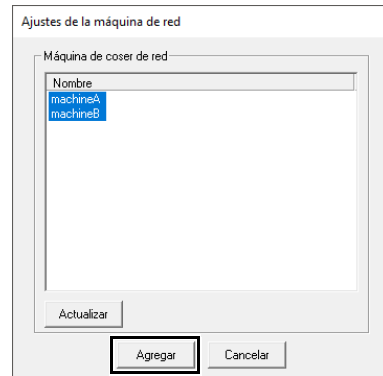 Ajustes de la máquina de red
Máquina de coser de red
Nombre
machineA
machineB
Actualizar
Agregar Cancelar